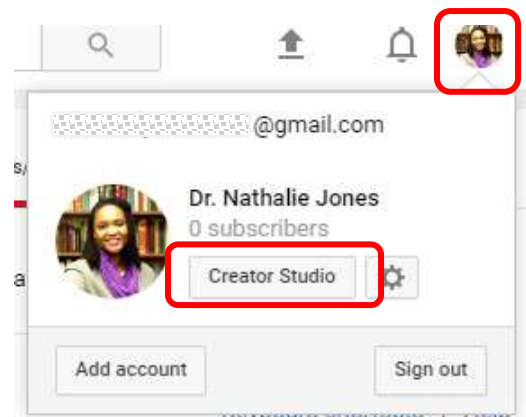 @gmail.com
Dr. Nathalie Jones
0 subscribers
Creator Studio
Add account
Sign out